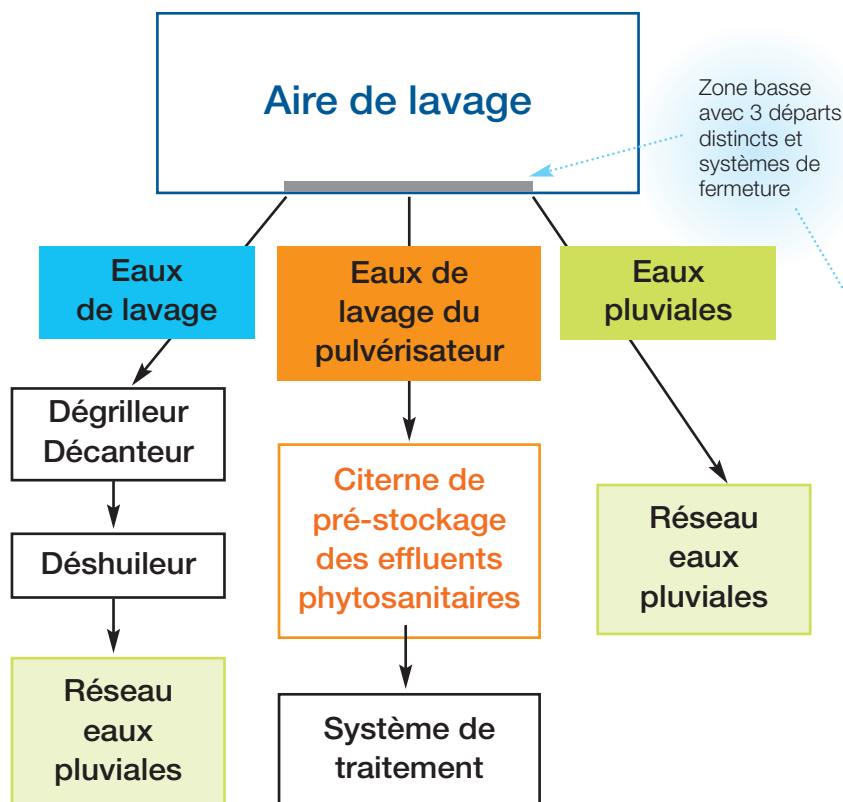 Aire de lavage
Zone basse
avec 3 départs
distincts et
systèmes de
fermeture
Eaux
de lavage
Eaux de
lavage du
pulvérisateur
Eaux
pluviales
Dégrilleur
Décanteur
Déshuileur
Réseau
eaux
pluviales
Citerne de
pré-stockage
des effluents
phytosanitaires
Système de
traitement
Réseau
eaux
pluviales